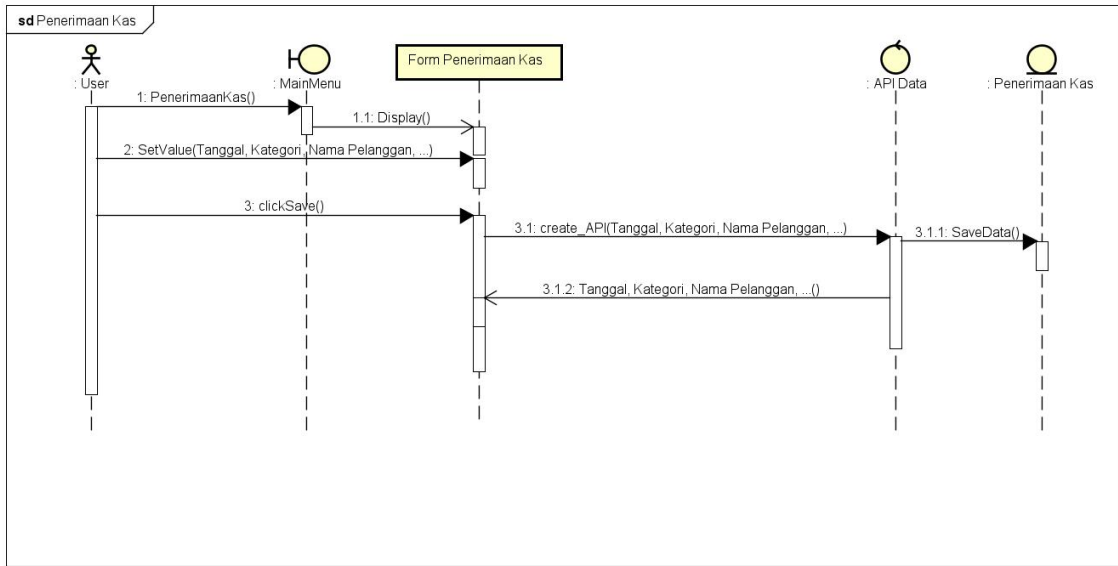 sd Penerimaan Kas
: User
: MainMenu
Form Penerimaan Kas
: API Data
: Penerimaan Kas
1: PenerimaanKas()
1.1: Display()
2: SetValue(Tanggal, Kategori, Nama Pelanggan, ...)
3: clickSave()
3.1: create_API(Tanggal, Kategori, Nama Pelanggan, ...)
3.1.1: SaveData()
3.1.2: Tanggal, Kategori, Nama Pelanggan, ...()